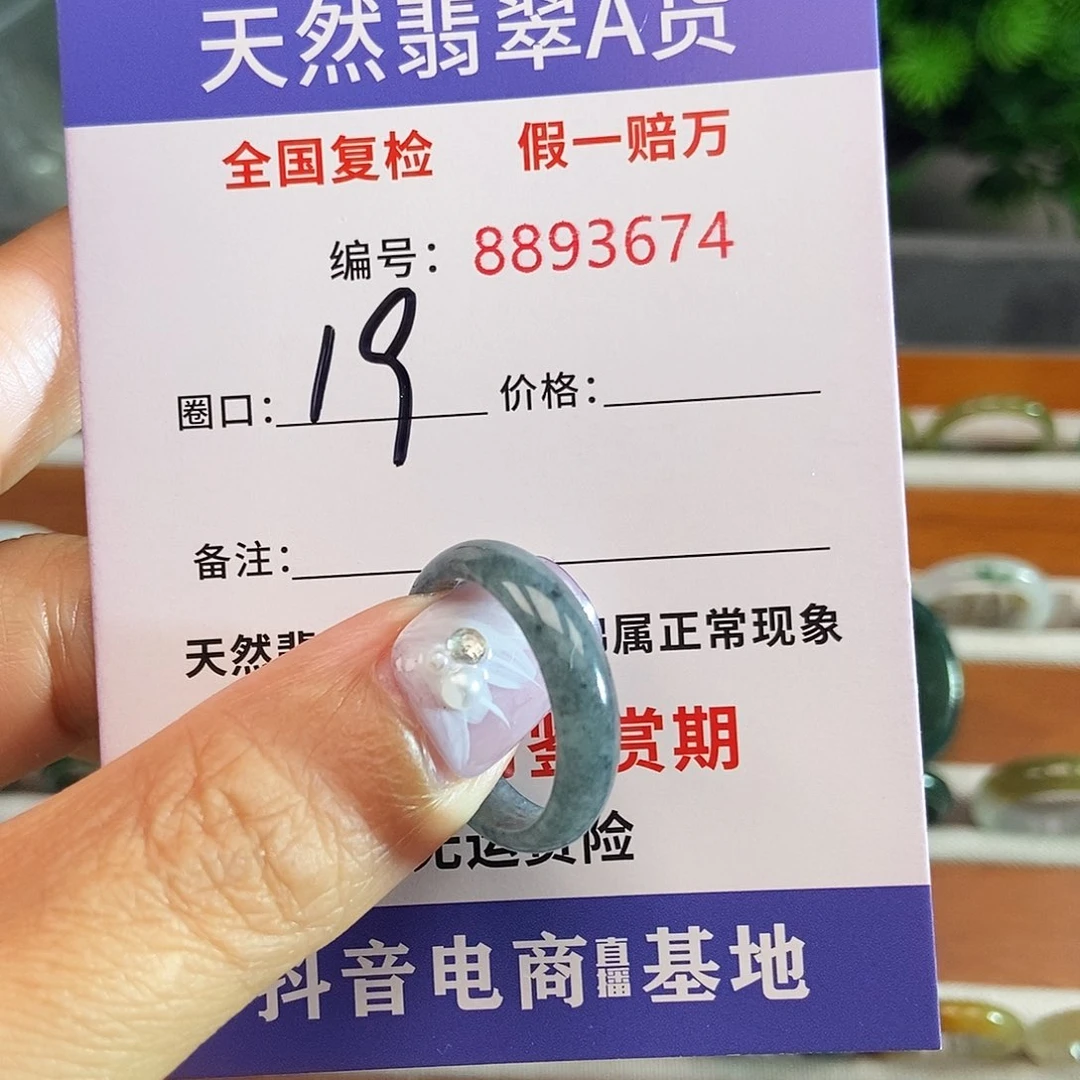 天然翡翠A货
全国复检 假一赔万
编号：8893674
圈口：19 价格：
备注：
天然翡 属正常现象
鉴赏期
运费险
抖音电商直播基地